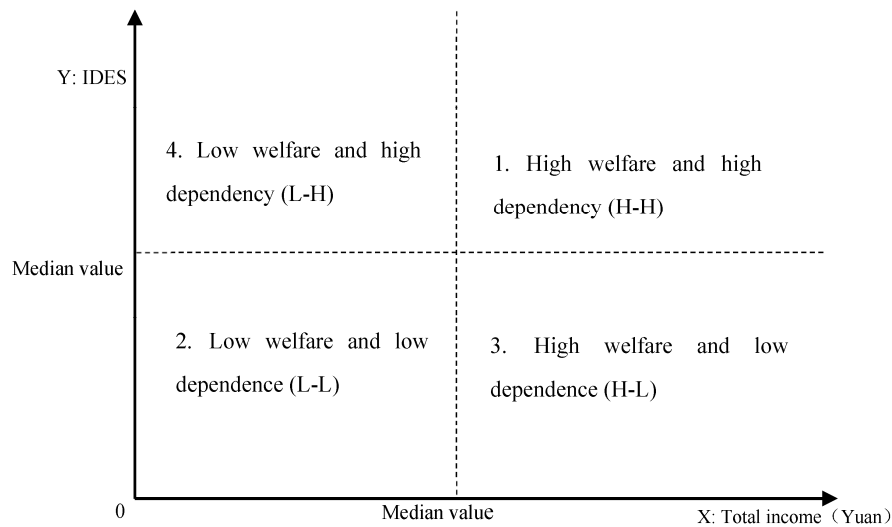 Y: IDES
4. Low welfare and high
dependency (L-H)
1. High welfare and high
dependency (H-H)
Median value
2. Low welfare and low
dependence (L-L)
3. High welfare and low
dependence (H-L)
0
Median value
X: Total income（Yuan）